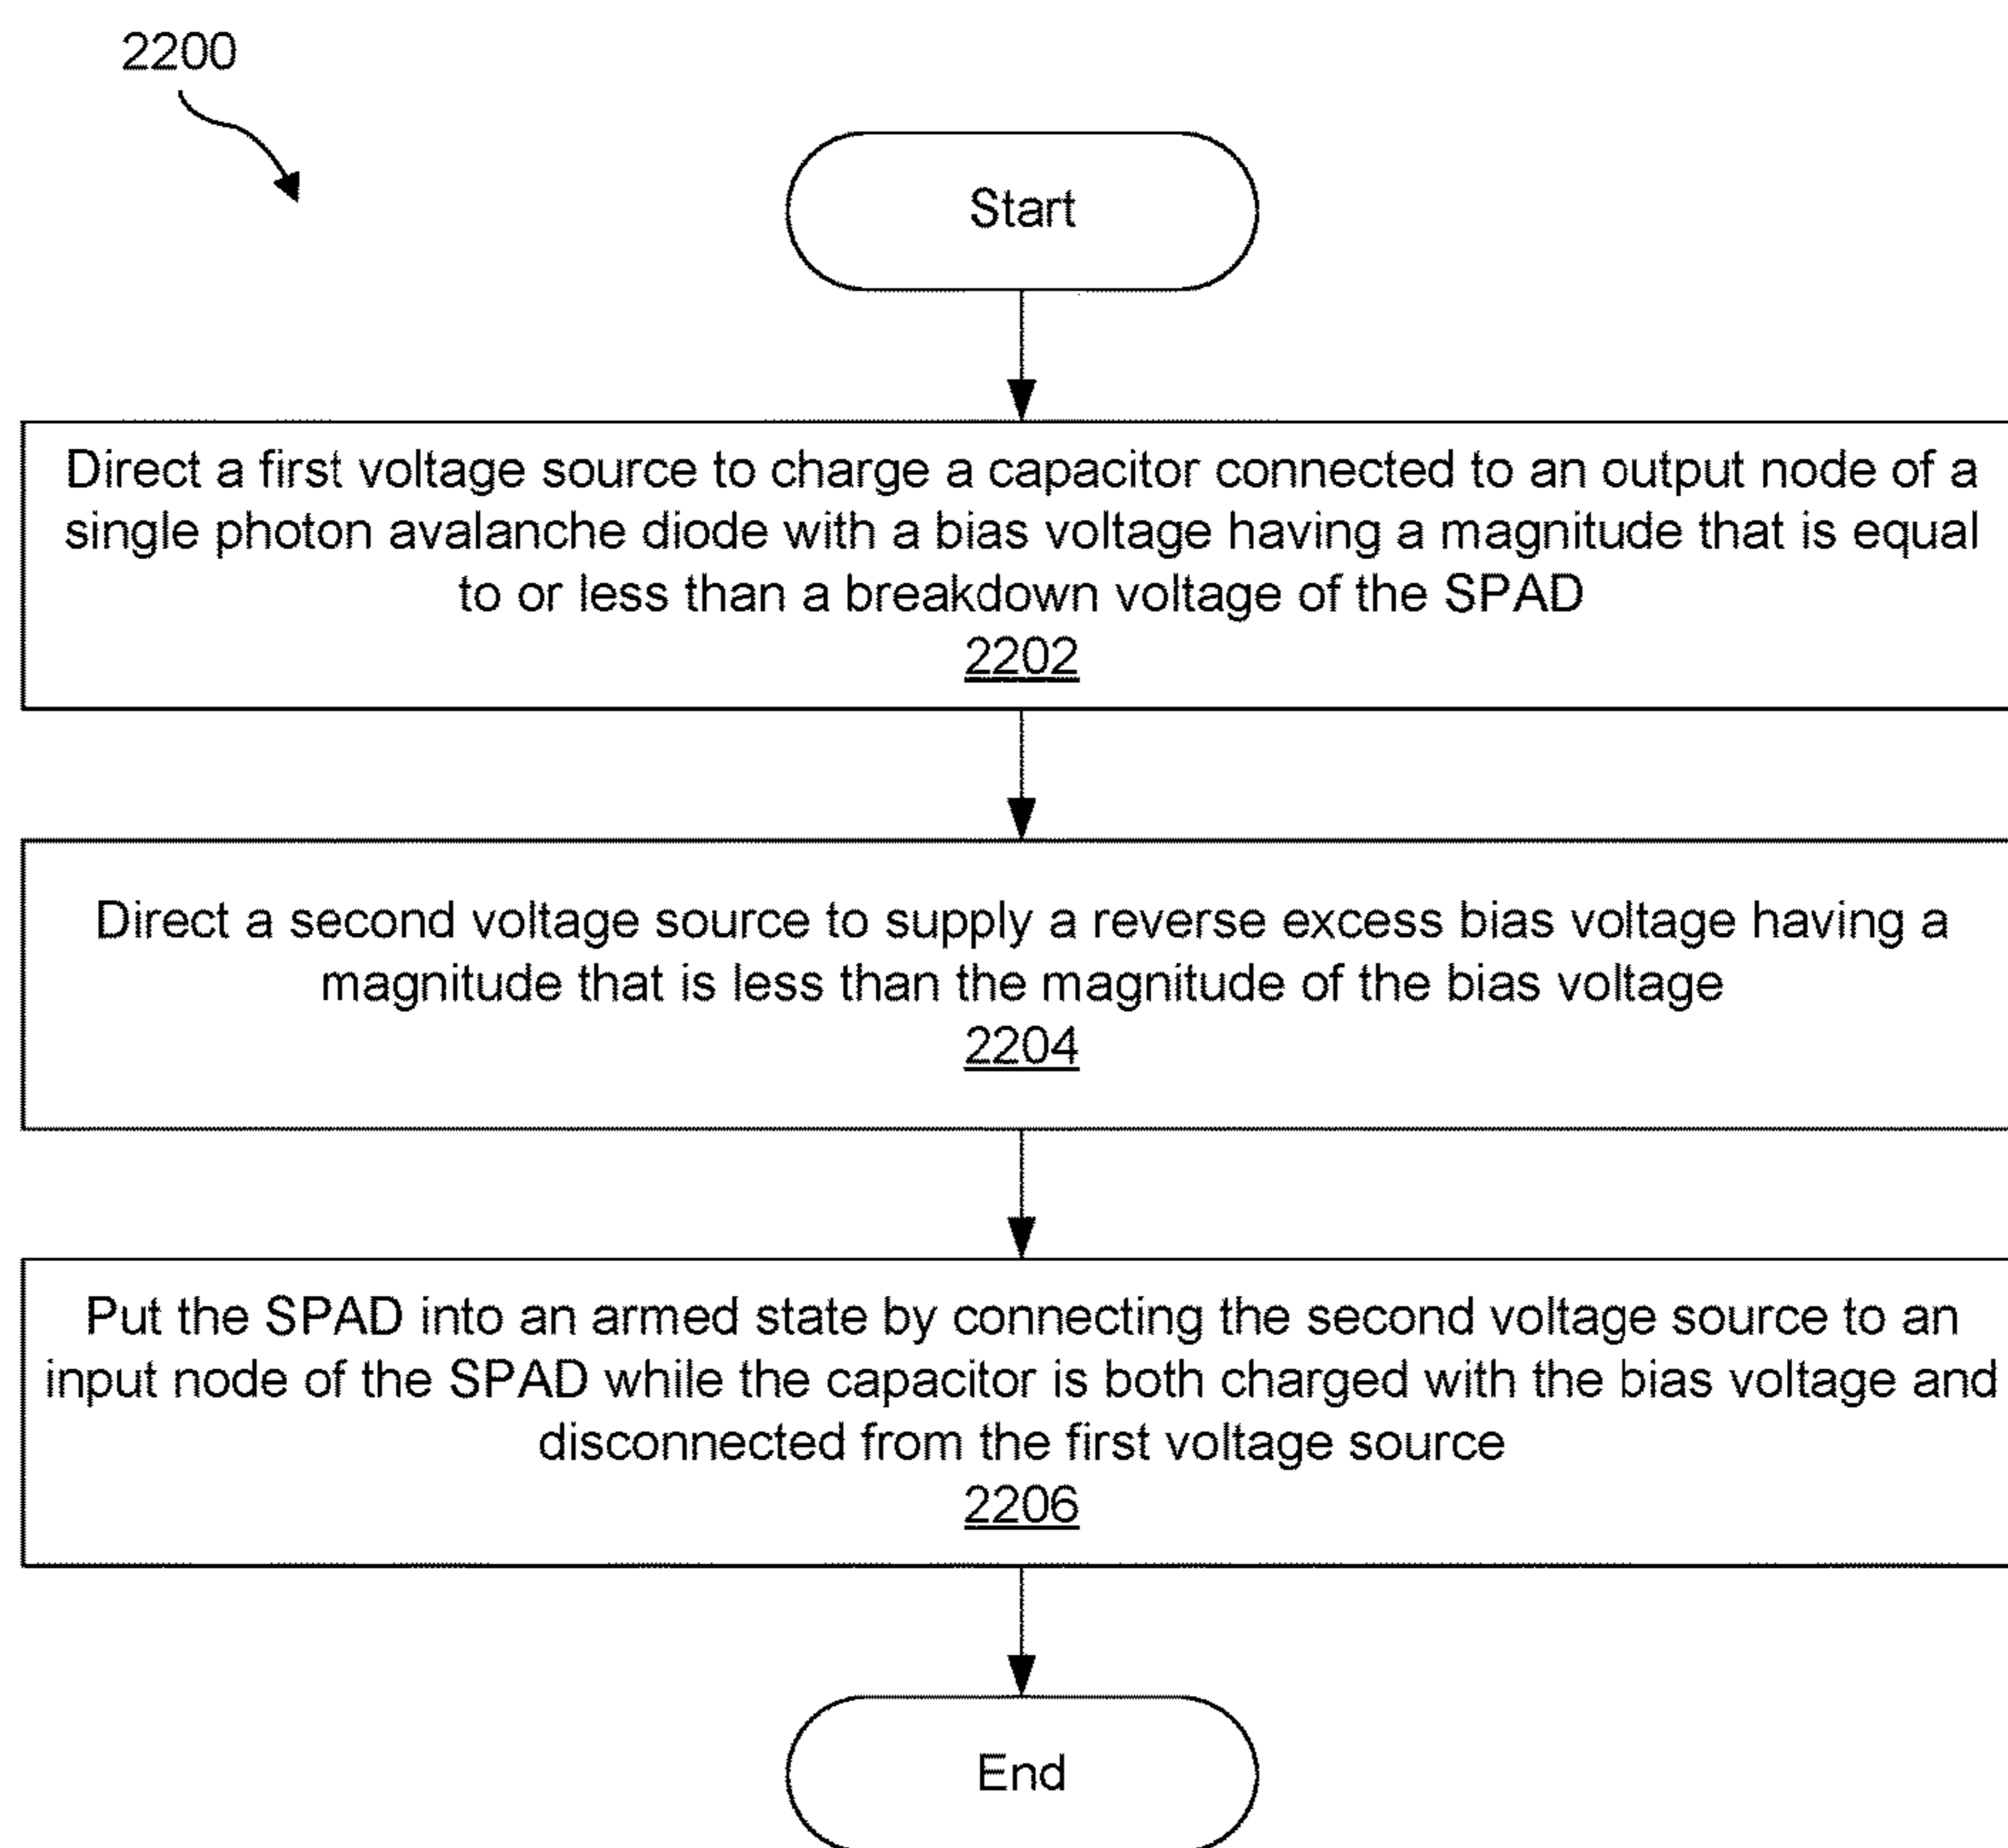 2200
Start
Direct a first voltage source to charge a capacitor connected to an output node of a
single photon avalanche diode with a bias voltage having a magnitude that is equal
to or less than a breakdown voltage of the SPAD
2202
Direct a second voltage source to supply a reverse excess bias voltage having a
magnitude that is less than the magnitude of the bias voltage
2204
Put the SPAD into an armed state by connecting the second voltage source to an
input node of the SPAD while the capacitor is both charged with the bias voltage and
disconnected from the first voltage source
2206
End